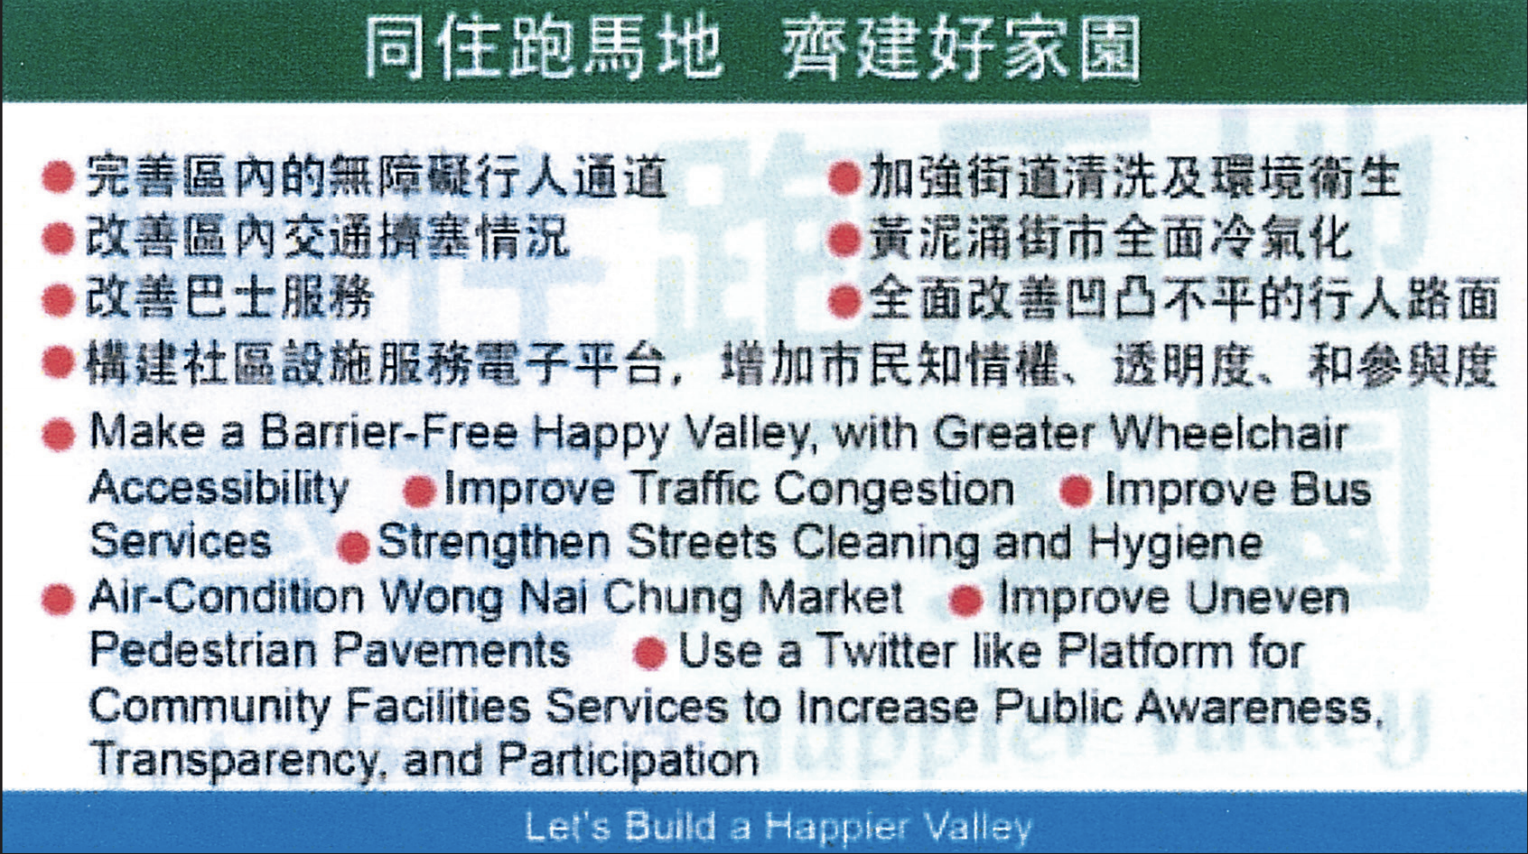 同住跑馬地 齊建好家園
●完善區內的無障礙行人通道 ●加強街道清洗及環境衛生
●改善區內交通擠塞情況 ●黃泥涌街市全面冷氣化
●改善巴士服務 ●全面改善凹凸不平的行人路面
●構建社區設施服務電子平台，增加市民知情權、透明度、和參與度
●Make a Barrier-Free Happy Valley, with Greater Wheelchair
Accessibility ●Improve Traffic Congestion ●Improve Bus
Services ●Strengthen Streets Cleaning and Hygiene
●Air-Condition Wong Nai Chung Market ●Improve Uneven
Pedestrian Pavements ●Use a Twitter like Platform for
Community Facilities Services to Increase Public Awareness,
Transparency, and Participation
Let's Build a Happier Valley